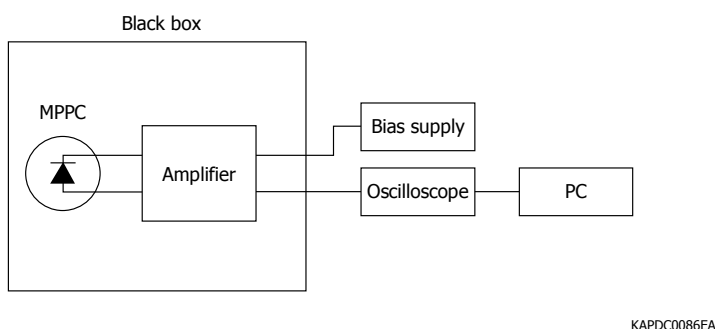 Black box
MPPC
Amplifier
Bias supply
Oscilloscope
PC
KAPDC0086EA